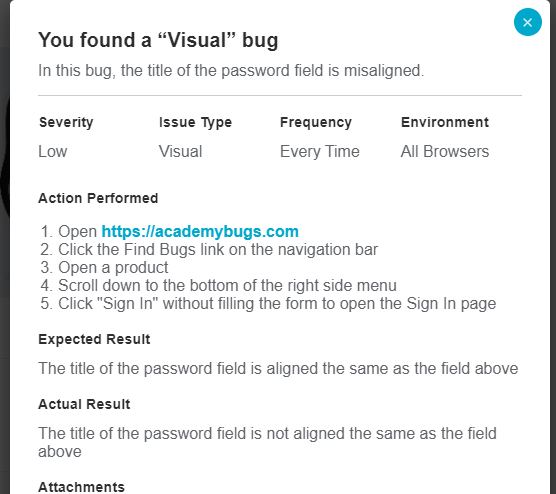 You found a “Visual” bug
In this bug, the title of the password field is misaligned.
Severity Issue Type Frequency Environment
Low Visual Every Time All Browsers
Action Performed
1. Open https://academybugs.com
2. Click the Find Bugs link on the navigation bar
3. Open a product
4. Scroll down to the bottom of the right side menu
5. Click "Sign In" without filling the form to open the Sign In page
Expected Result
The title of the password field is aligned the same as the field above
Actual Result
The title of the password field is not aligned the same as the field
above
Attachments